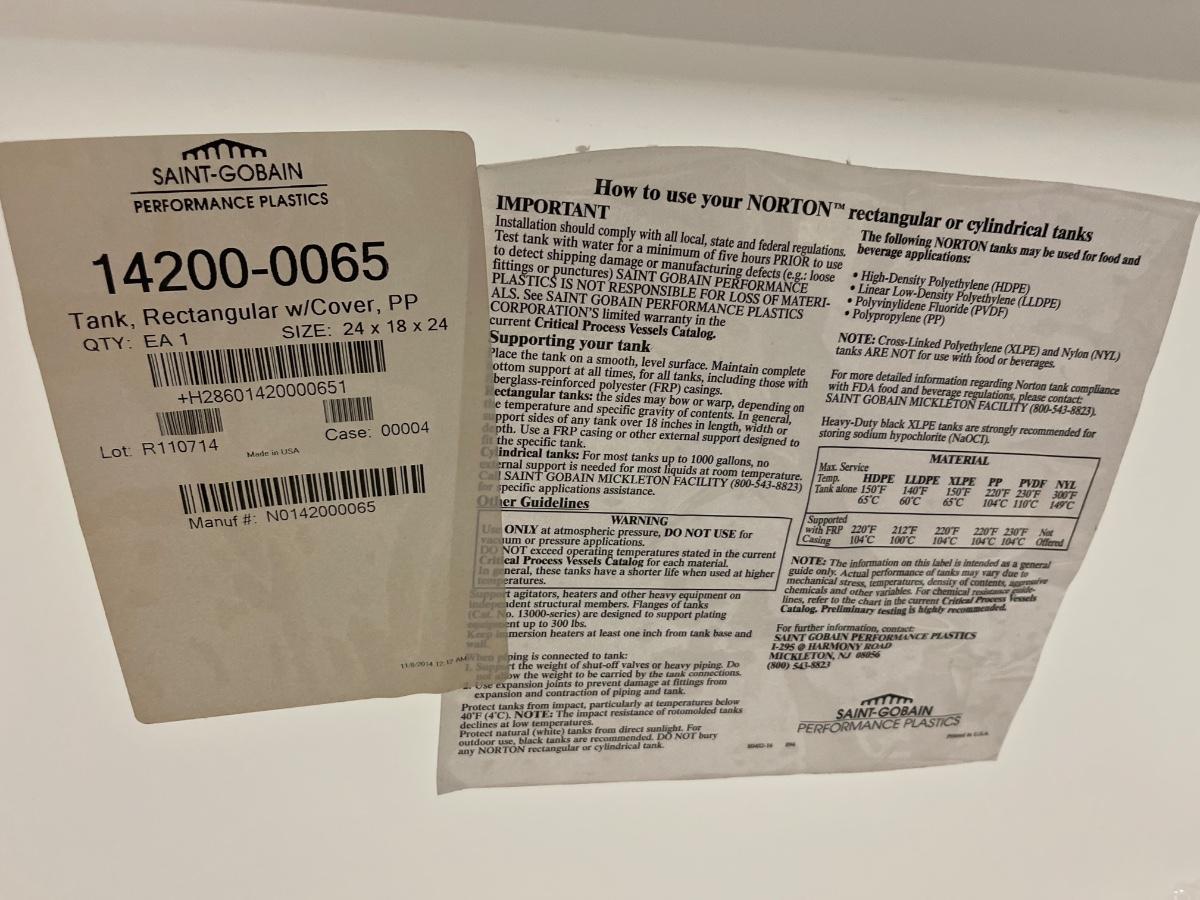 SAINT-GOBAIN
PERFORMANCE PLASTICS
14200-0065
Tank, Rectangular w/Cover, PP
QTY: EA 1 SIZE: 24 x 18 x 24
+H2860142000651
Lot: R110714 Made in USA Case: 00004
Manuf #: N0142000065
11/8/2014 12:12 AM
How to use your NORTON™ rectangular or cylindrical tanks
IMPORTANT
Installation should comply with all local, state and federal regulations.
Test tank with water for a minimum of five hours PRIOR to use
to detect shipping damage or manufacturing defects (e.g.: loose
fittings or punctures) SAINT GOBAIN PERFORMANCE
PLASTICS IS NOT RESPONSIBLE FOR LOSS OF MATERI-
ALS. See SAINT GOBAIN PERFORMANCE PLASTICS
CORPORATION'S limited warranty in the
current Critical Process Vessels Catalog.
Supporting your tank
Place the tank on a smooth, level surface. Maintain complete
ottom support at all times, for all tanks, including those with
berglass-reinforced polyester (FRP) casings.
ectangular tanks: the sides may bow or warp, depending on
e temperature and specific gravity of contents. In general,
pport sides of any tank over 18 inches in length, width or
pth. Use a FRP casing or other external support designed to
fit the specific tank.
Cylindrical tanks: For most tanks up to 1000 gallons, no
external support is needed for most liquids at room temperature.
Call SAINT GOBAIN MICKLETON FACILITY (800-543-8823)
for specific applications assistance.
Other Guidelines
WARNING
Use ONLY at atmospheric pressure, DO NOT USE for
vacuum or pressure applications.
DO NOT exceed operating temperatures stated in the current
Critical Process Vessels Catalog for each material.
In general, these tanks have a shorter life when used at higher
temperatures.
Support agitators, heaters and other heavy equipment on
independent structural members. Flanges of tanks
(Cat. No. 13000-series) are designed to support plating
equipment up to 300 lbs.
Keep immersion heaters at least one inch from tank base and
wall.
When piping is connected to tank:
1. Support the weight of shut-off valves or heavy piping. Do
not allow the weight to be carried by the tank connections.
2. Use expansion joints to prevent damage at fittings from
expansion and contraction of piping and tank.
Protect tanks from impact, particularly at temperatures below
40°F (4°C). NOTE: The impact resistance of rotomolded tanks
declines at low temperatures.
Protect natural (white) tanks from direct sunlight. For
outdoor use, black tanks are recommended. DO NOT bury
any NORTON rectangular or cylindrical tank.
The following NORTON tanks may be used for food and
beverage applications:
• High-Density Polyethylene (HDPE)
• Linear Low-Density Polyethylene (LLDPE)
• Polyvinylidene Fluoride (PVDF)
• Polypropylene (PP)
NOTE: Cross-Linked Polyethylene (XLPE) and Nylon (NYL)
tanks ARE NOT for use with food or beverages.
For more detailed information regarding Norton tank compliance
with FDA food and beverage regulations, please contact:
SAINT GOBAIN MICKLETON FACILITY (800-543-8823).
Heavy-Duty black XLPE tanks are strongly recommended for
storing sodium hypochlorite (NaOCl).
MATERIAL
Max. Service
Temp. HDPE LLDPE XLPE PP PVDF NYL
Tank alone 150°F 140°F 150°F 220°F 230°F 300°F
65°C 60°C 65°C 104°C 110°C 149°C
Supported
with FRP 220°F 212°F 220°F 220°F 230°F Not
Casing 104°C 100°C 104°C 104°C 104°C Offered
NOTE: The information on this label is intended as a general
guide only. Actual performance of tanks may vary due to
mechanical stress, temperatures, density of contents, aggressive
chemicals and other variables. For chemical resistance guide-
lines, refer to the chart in the current Critical Process Vessels
Catalog. Preliminary testing is highly recommended.
For further information, contact:
SAINT GOBAIN PERFORMANCE PLASTICS
I-295 @ HARMONY ROAD
MICKLETON, NJ 08056
(800) 543-8823
SAINT-GOBAIN
PERFORMANCE PLASTICS
Printed in U.S.A.